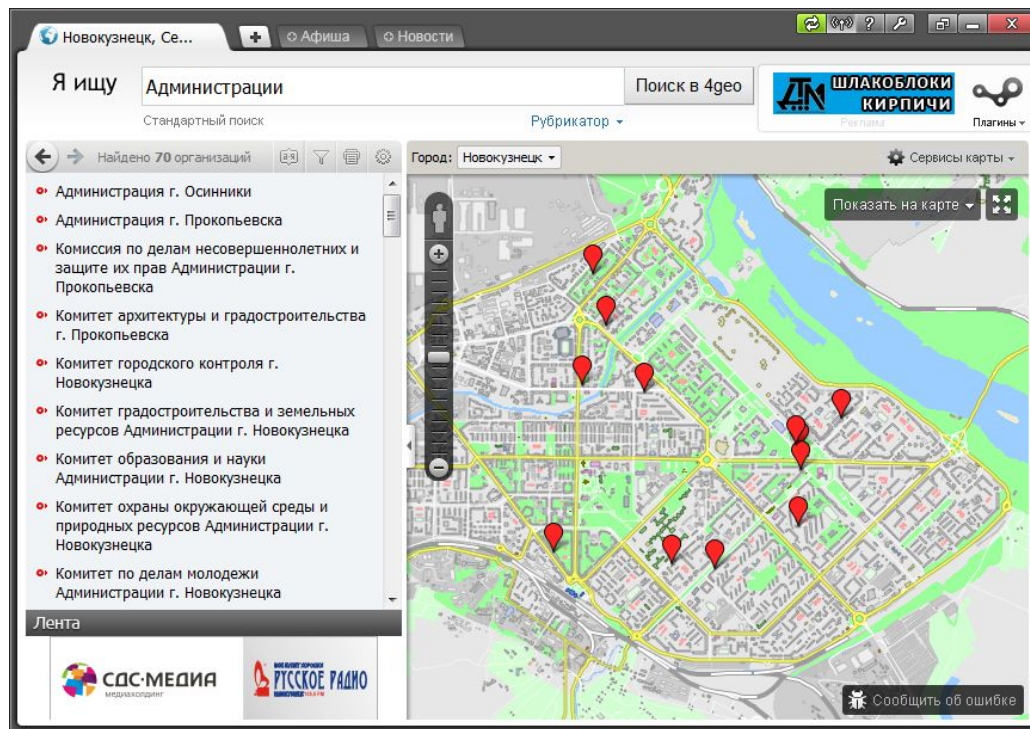 Новокузнецк, Се...
Афиша
Новости
Я ищу
Администрации
Поиск в 4geo
Стандартный поиск
Рубрикатор
ДТМ
ШЛАКОБЛОКИ
КИРПИЧИ
Реклама
Плагины
Найдено 70 организаций
Город: Новокузнецк
Сервисы карты
Показать на карте
Администрация г. Осинники
Администрация г. Прокопьевска
Комиссия по делам несовершеннолетних и
защите их прав Администрации г.
Прокопьевска
Комитет архитектуры и градостроительства
г. Прокопьевска
Комитет городского контроля г.
Новокузнецка
Комитет градостроительства и земельных
ресурсов Администрации г. Новокузнецка
Комитет образования и науки
Администрации г. Новокузнецка
Комитет охраны окружающей среды и
природных ресурсов Администрации г.
Новокузнецка
Комитет по делам молодежи
Администрации г. Новокузнецка
Лента
СДС·МЕДИА
медиахолдинг
РУССКОЕ РАДИО
Сообщить об ошибке